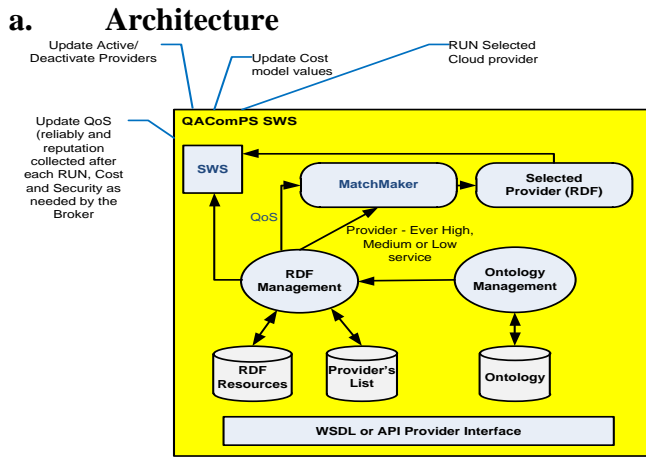 a. Architecture
Update Active/
Deactivate Providers
Update Cost
model values
RUN Selected
Cloud provider
Update QoS
(reliably and
reputation
collected after
each RUN, Cost
and Security as
needed by the
Broker
QAComPS SWS
SWS
MatchMaker
Selected
Provider (RDF)
QoS
Provider - Ever High,
Medium or Low
service
RDF
Management
Ontology
Management
RDF
Resources
Provider's
List
Ontology
WSDL or API Provider Interface